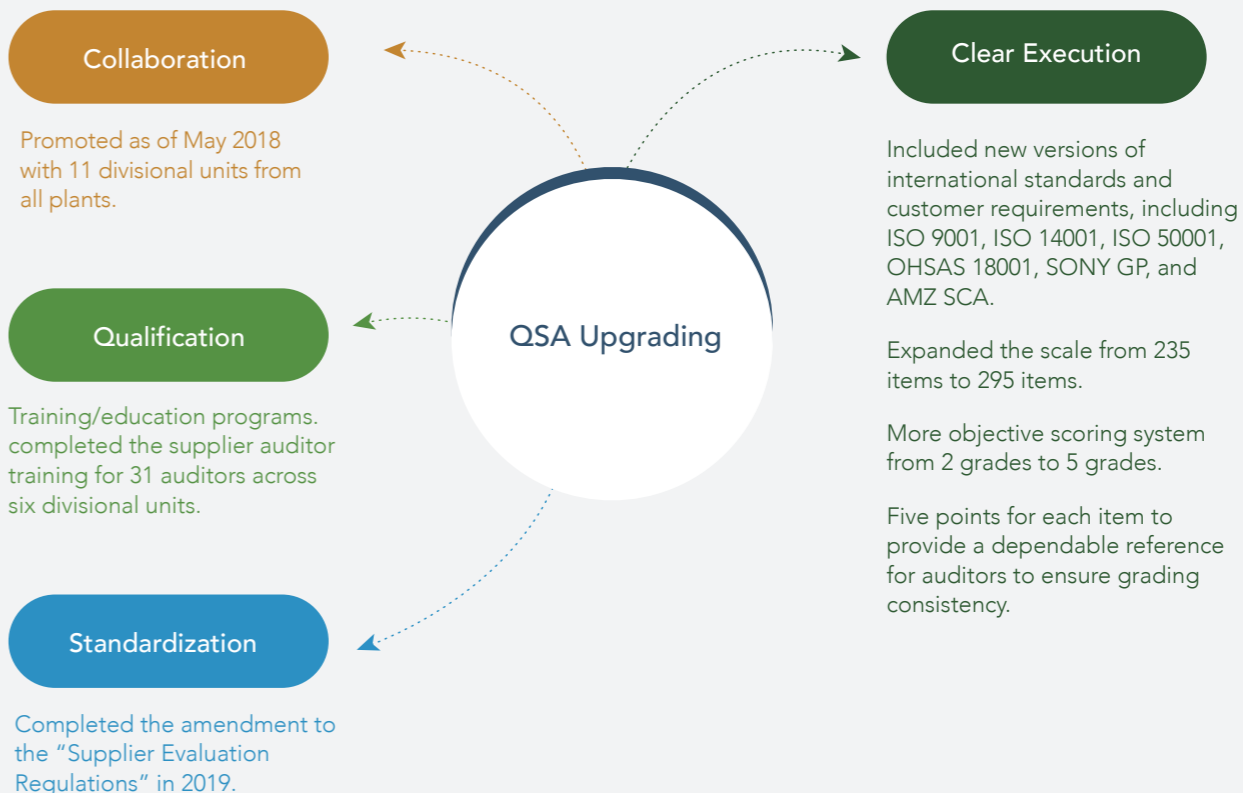 Collaboration
Promoted as of May 2018
with 11 divisional units from
all plants.
Qualification
Training/education programs.
completed the supplier auditor
training for 31 auditors across
six divisional units.
Standardization
Completed the amendment to
the “Supplier Evaluation
Regulations” in 2019.
QSA Upgrading
Clear Execution
Included new versions of
international standards and
customer requirements, including
ISO 9001, ISO 14001, ISO 50001,
OHSAS 18001, SONY GP, and
AMZ SCA.
Expanded the scale from 235
items to 295 items.
More objective scoring system
from 2 grades to 5 grades.
Five points for each item to
provide a dependable reference
for auditors to ensure grading
consistency.